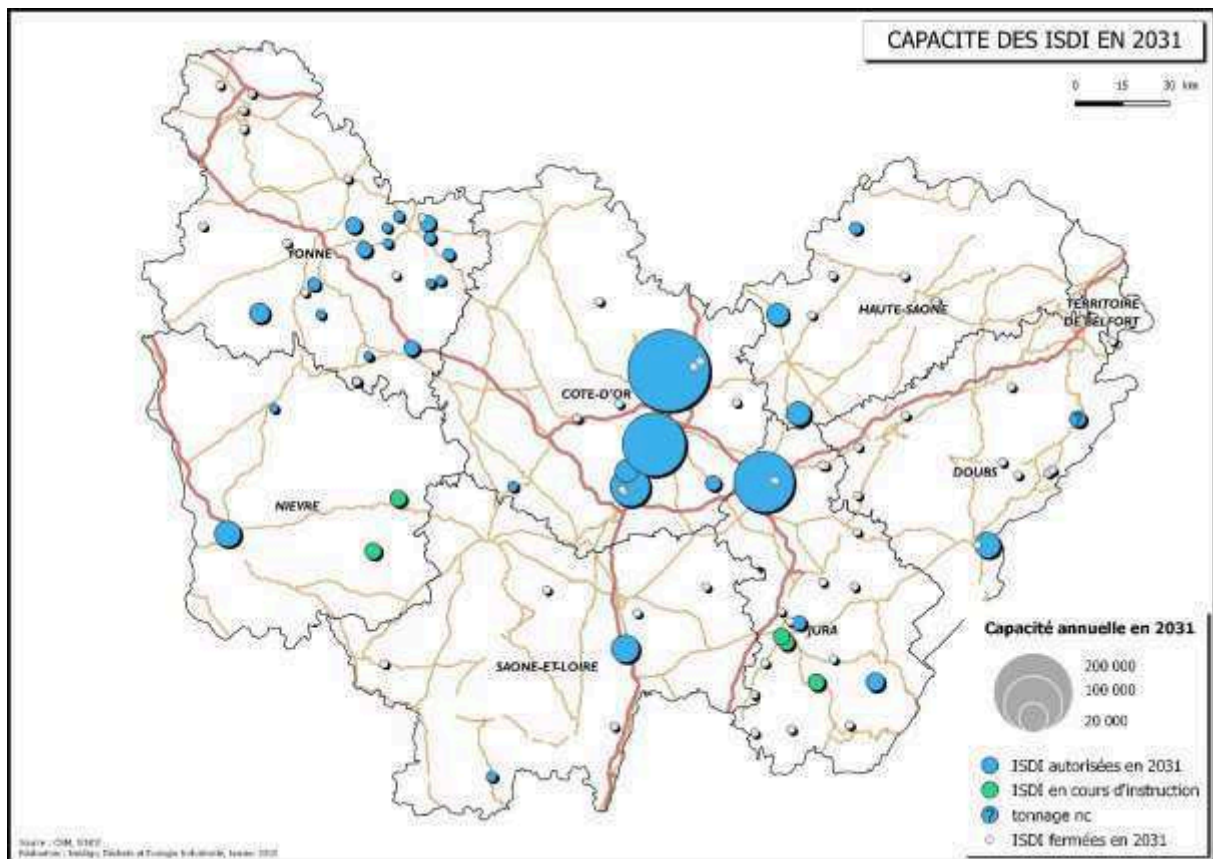 CAPACITE DES ISDI EN 2031
0 15 30 km
YONNE
HAUTE-SAONE
TERRITOIRE
DE BELFORT
COTE-D'OR
DOUBS
NIEVRE
JURA
SAONE-ET-LOIRE
Capacité annuelle en 2031
200 000
100 000
20 000
ISDI autorisées en 2031
ISDI en cours d'instruction
? tonnage nc
ISDI fermées en 2031
?
Source :